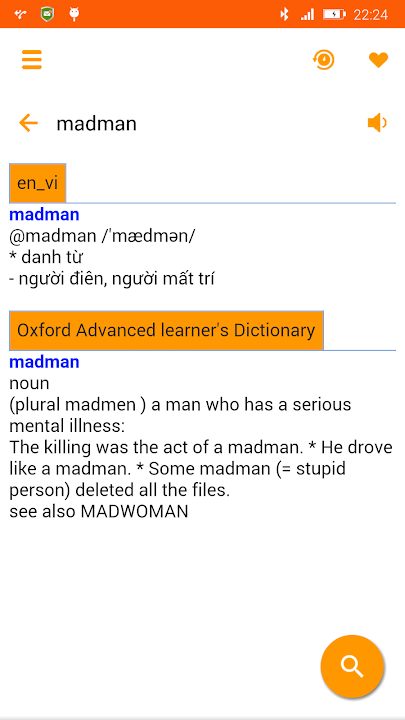 22:24
madman
en_vi
madman
@madman /'mædmən/
* danh từ
- người điên, người mất trí
Oxford Advanced learner's Dictionary
madman
noun
(plural madmen ) a man who has a serious
mental illness:
The killing was the act of a madman. * He drove
like a madman. * Some madman (= stupid
person) deleted all the files.
see also MADWOMAN